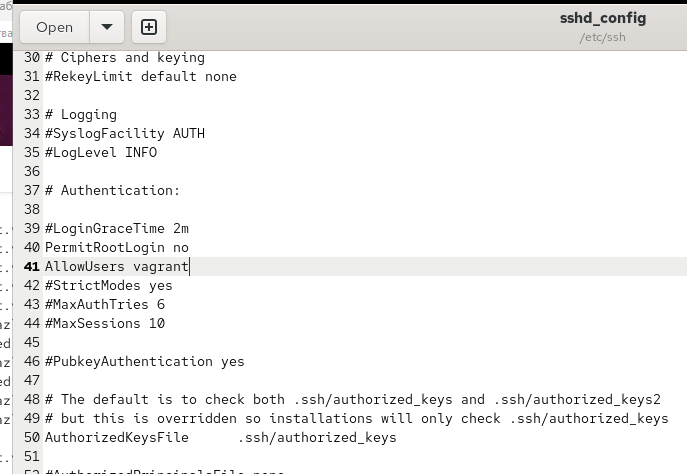 Open
sshd_config
/etc/ssh
30 # Ciphers and keying
31 #RekeyLimit default none
32
33 # Logging
34 #SyslogFacility AUTH
35 #LogLevel INFO
36
37 # Authentication:
38
39 #LoginGraceTime 2m
40 PermitRootLogin no
41 AllowUsers vagrant
42 #StrictModes yes
43 #MaxAuthTries 6
44 #MaxSessions 10
45
46 #PubkeyAuthentication yes
47
48 # The default is to check both .ssh/authorized_keys and .ssh/authorized_keys2
49 # but this is overridden so installations will only check .ssh/authorized_keys
50 AuthorizedKeysFile      .ssh/authorized_keys
51